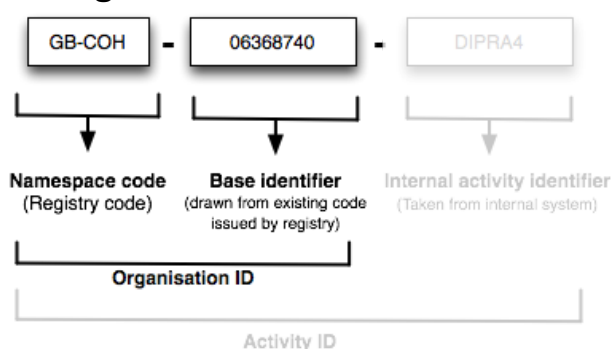 GB-COH - 06368740 - DIPRA4
Namespace code Base identifier Internal activity identifier
(Registry code) (drawn from existing code (Taken from internal system)
issued by registry)
Organisation ID
Activity ID